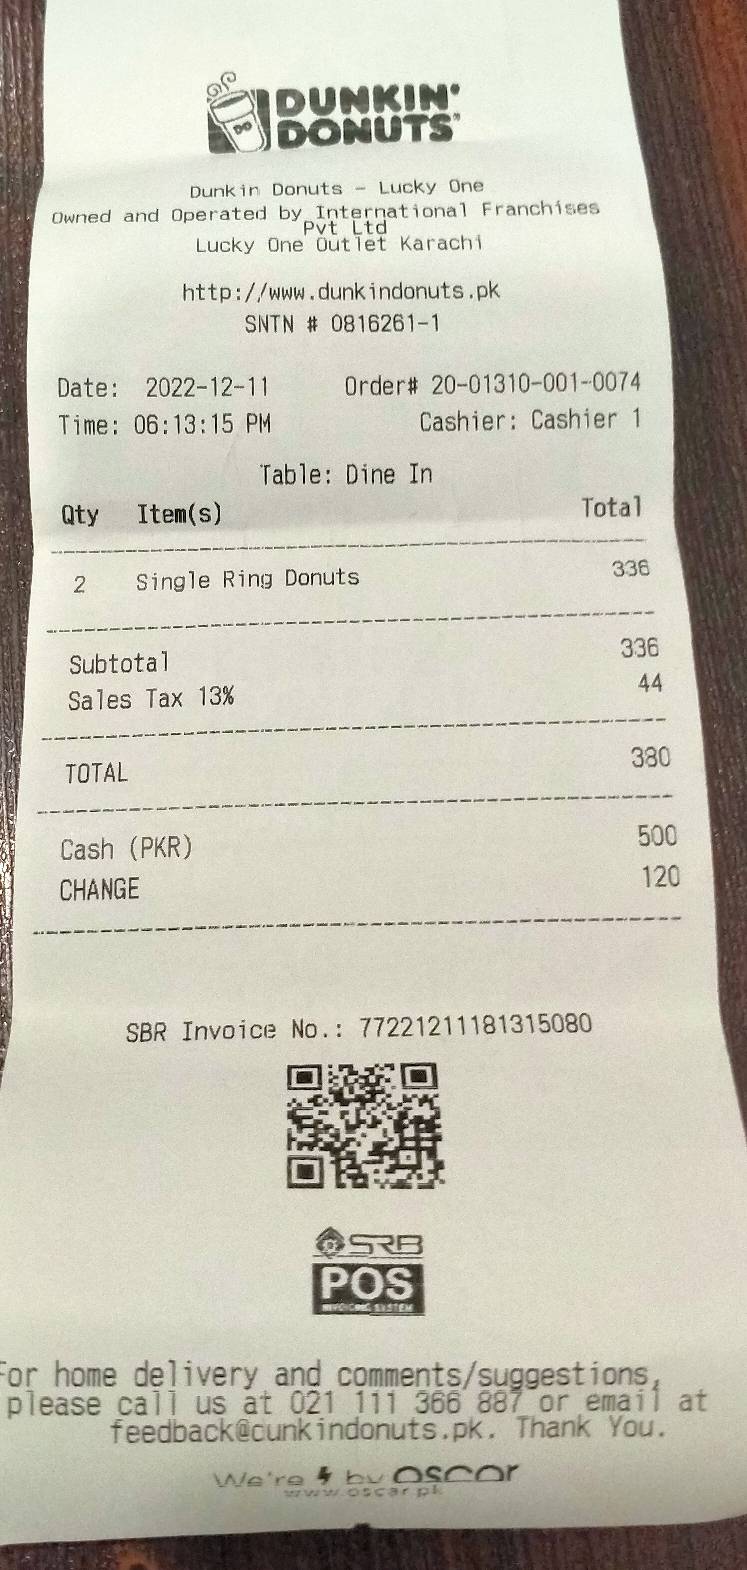 DUNKIN'
DONUTS
Dunkin Donuts - Lucky One
Owned and Operated by International Franchises
Pvt Ltd
Lucky One Outlet Karachi
http://www.dunkindonuts.pk
SNTN # 0816261-1
Date: 2022-12-11 Order# 20-01310-001-0074
Time: 06:13:15 PM Cashier: Cashier 1
Table: Dine In
Qty Item(s) Total
2 Single Ring Donuts 336
Subtotal 336
Sales Tax 13% 44
TOTAL 380
Cash (PKR) 500
CHANGE 120
SBR Invoice No.: 77221211181315080
SRB
POS
INVOICING SYSTEM
For home delivery and comments/suggestions,
please call us at 021 111 366 887 or email at
feedback@cunkindonuts.pk. Thank You.
We're by oscar
www.oscar.pk